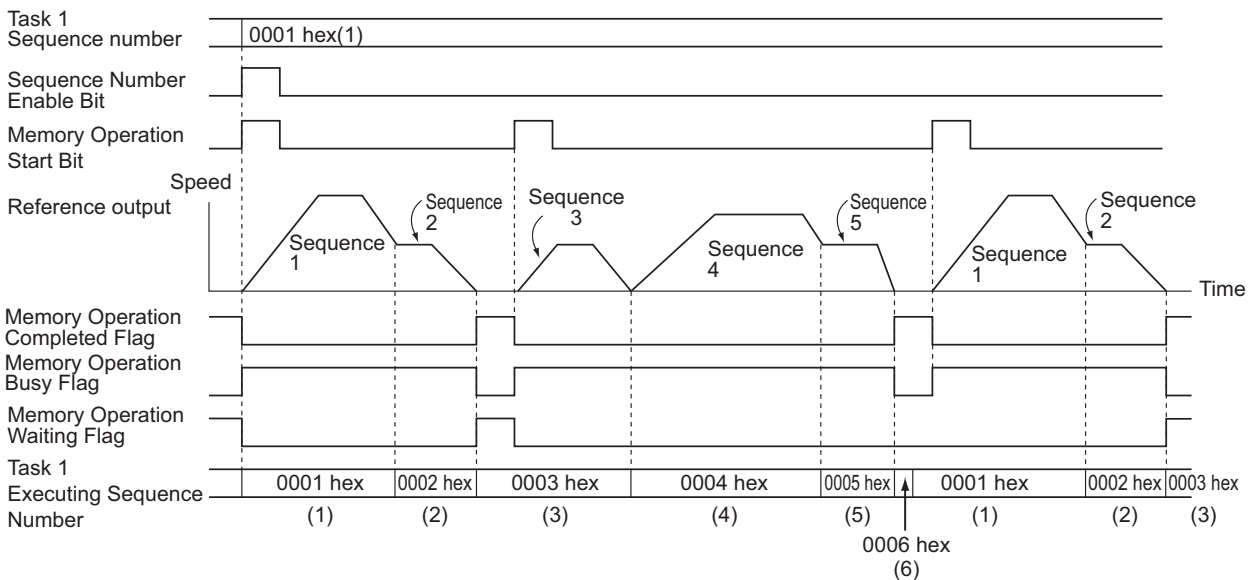 Task 1
Sequence number
0001 hex(1)
Sequence Number
Enable Bit
Memory Operation
Start Bit
Speed
Reference output
Sequence
1
Sequence
2
Sequence
3
Sequence
4
Sequence
5
Sequence
1
Sequence
2
Time
Memory Operation
Completed Flag
Memory Operation
Busy Flag
Memory Operation
Waiting Flag
Task 1
Executing Sequence
Number
0001 hex 0002 hex 0003 hex 0004 hex 0005 hex 0001 hex 0002 hex 0003 hex
(1) (2) (3) (4) (5) (1) (2) (3)
0006 hex
(6)